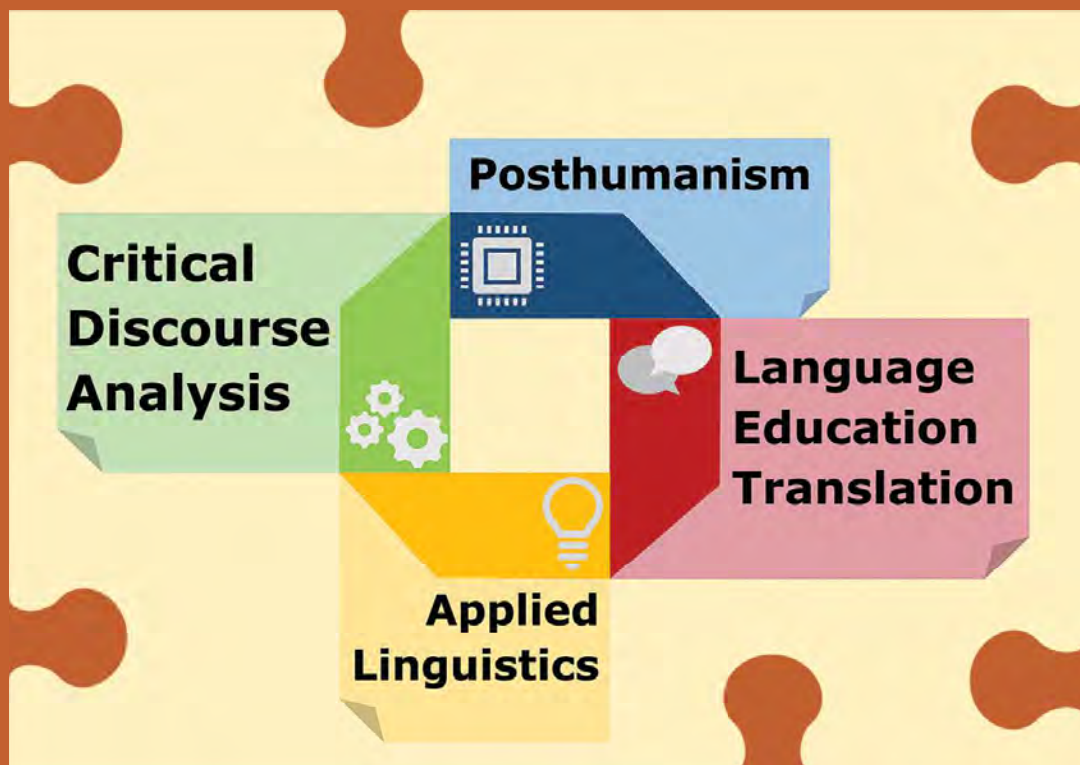 Posthumanism
Critical
Discourse
Analysis
Language
Education
Translation
Applied
Linguistics